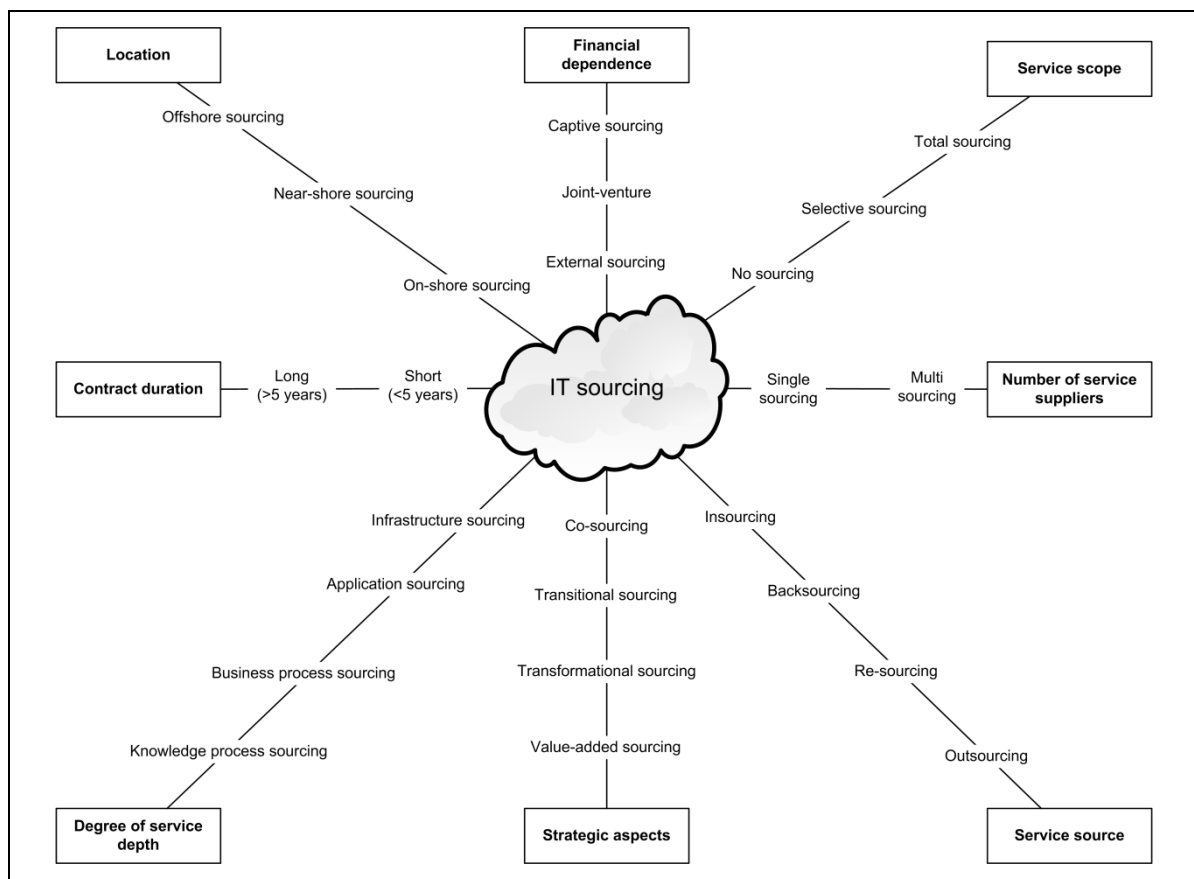 Location
Financial
dependence
Service scope
Offshore sourcing
Captive sourcing
Total sourcing
Near-shore sourcing
Joint-venture
Selective sourcing
External sourcing
No sourcing
On-shore sourcing
Contract duration
Long
(>5 years)
Short
(<5 years)
IT sourcing
Single
sourcing
Multi
sourcing
Number of service
suppliers
Infrastructure sourcing
Co-sourcing
Insourcing
Application sourcing
Transitional sourcing
Backsourcing
Business process sourcing
Transformational sourcing
Re-sourcing
Knowledge process sourcing
Value-added sourcing
Outsourcing
Degree of service
depth
Strategic aspects
Service source